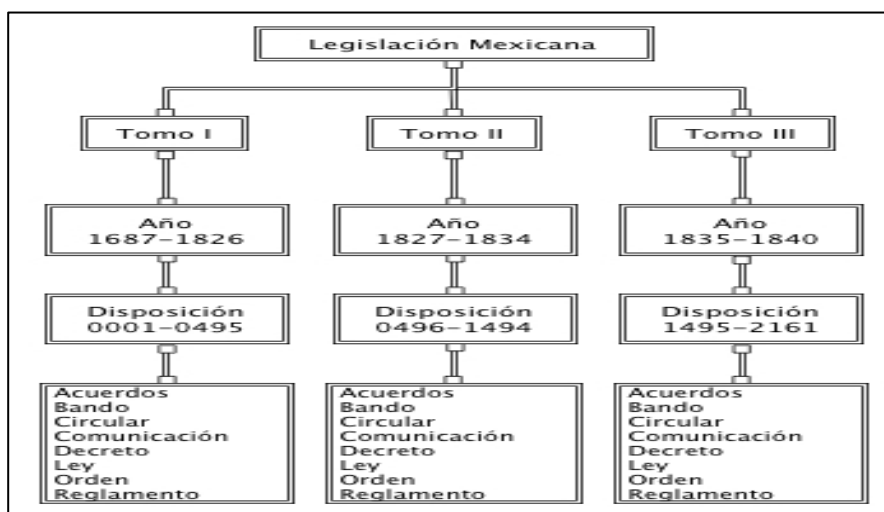 Legislación Mexicana
Tomo I
Tomo II
Tomo III
Año
1687-1826
Año
1827-1834
Año
1835-1840
Disposición
0001-0495
Disposición
0496-1494
Disposición
1495-2161
Acuerdos
Bando
Circular
Comunicación
Decreto
Ley
Orden
Reglamento
Acuerdos
Bando
Circular
Comunicación
Decreto
Ley
Orden
Reglamento
Acuerdos
Bando
Circular
Comunicación
Decreto
Ley
Orden
Reglamento